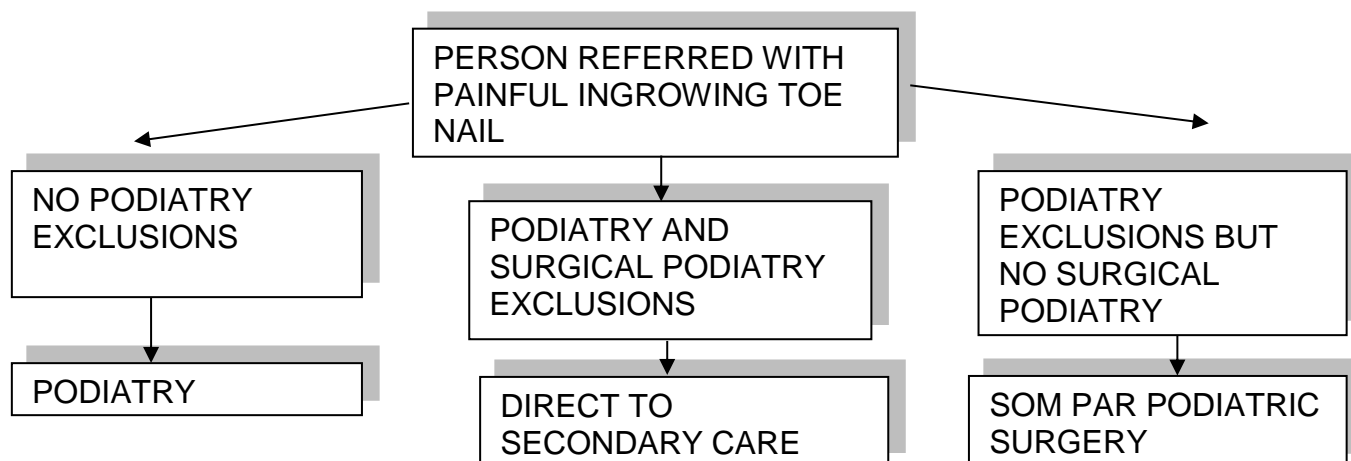 PERSON REFERRED WITH
PAINFUL INGROWING TOE
NAIL
NO PODIATRY
EXCLUSIONS
PODIATRY AND
SURGICAL PODIATRY
EXCLUSIONS
PODIATRY
EXCLUSIONS BUT
NO SURGICAL
PODIATRY
PODIATRY
DIRECT TO
SECONDARY CARE
SOM PAR PODIATRIC
SURGERY